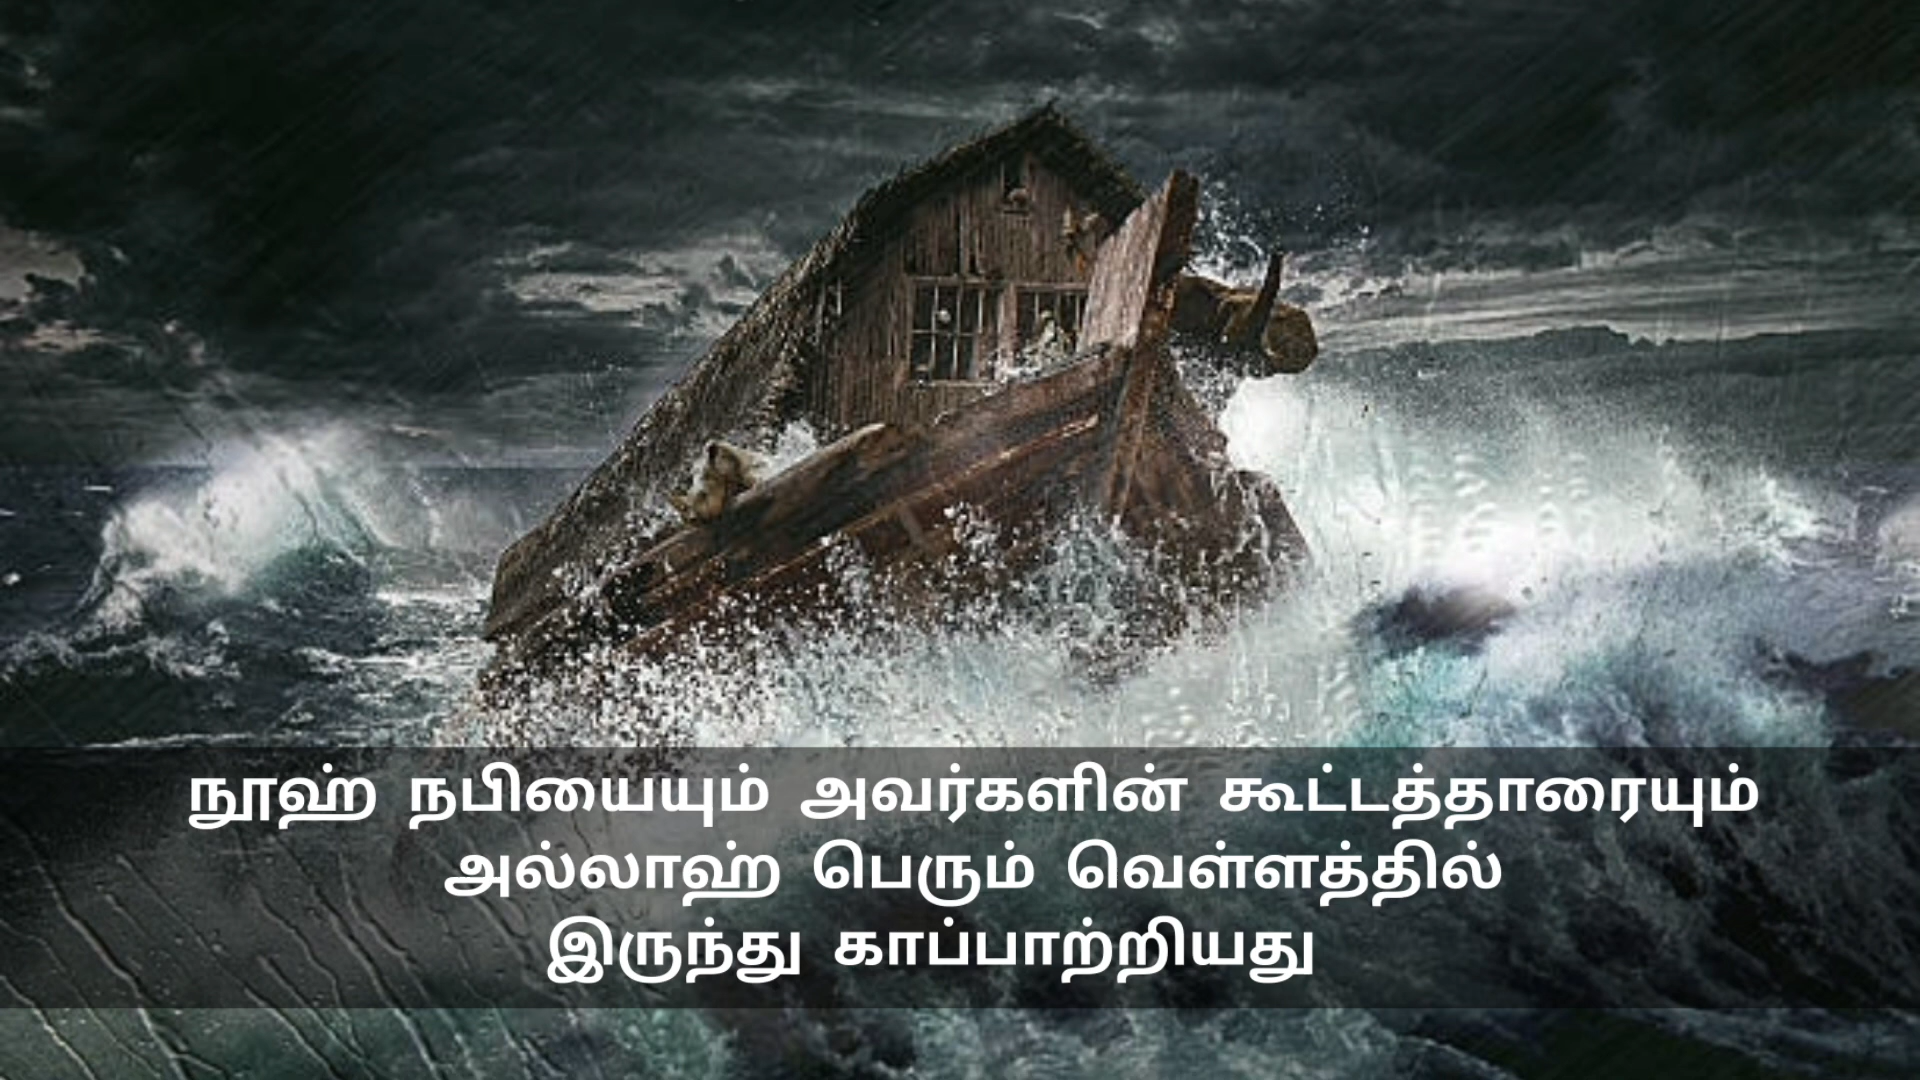 நூஹ் நபியையும் அவர்களின் கூட்டத்தாரையும்
அல்லாஹ் பெரும் வெள்ளத்தில்
இருந்து காப்பாற்றியது